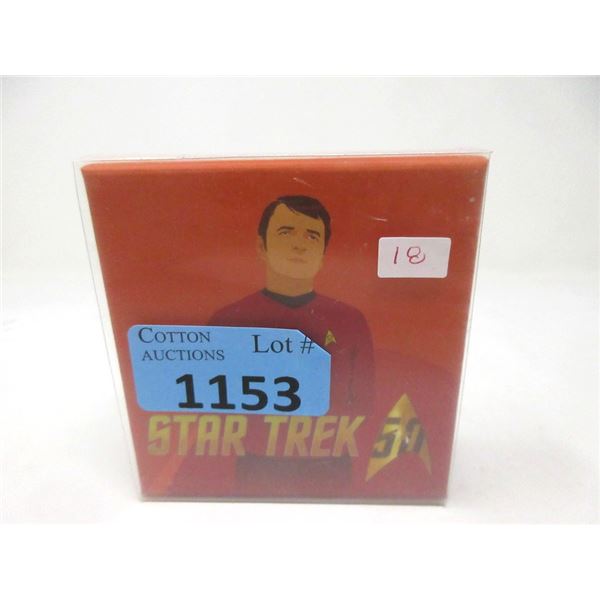 18
COTTON
AUCTIONS
Lot #
1153
STAR TREK 50